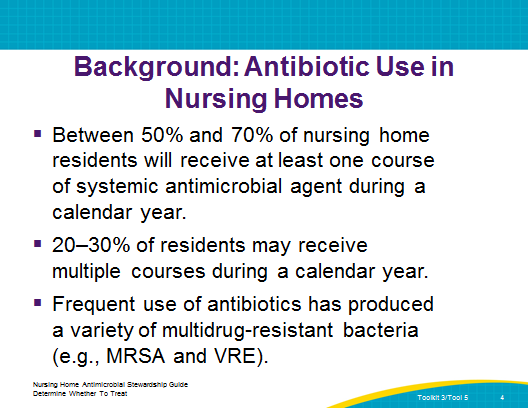 Background: Antibiotic Use in
Nursing Homes
▪ Between 50% and 70% of nursing home
residents will receive at least one course
of systemic antimicrobial agent during a
calendar year.
▪ 20–30% of residents may receive
multiple courses during a calendar year.
▪ Frequent use of antibiotics has produced
a variety of multidrug-resistant bacteria
(e.g., MRSA and VRE).
Nursing Home Antimicrobial Stewardship Guide
Determine Whether To Treat
Toolkit 3/Tool 5 4